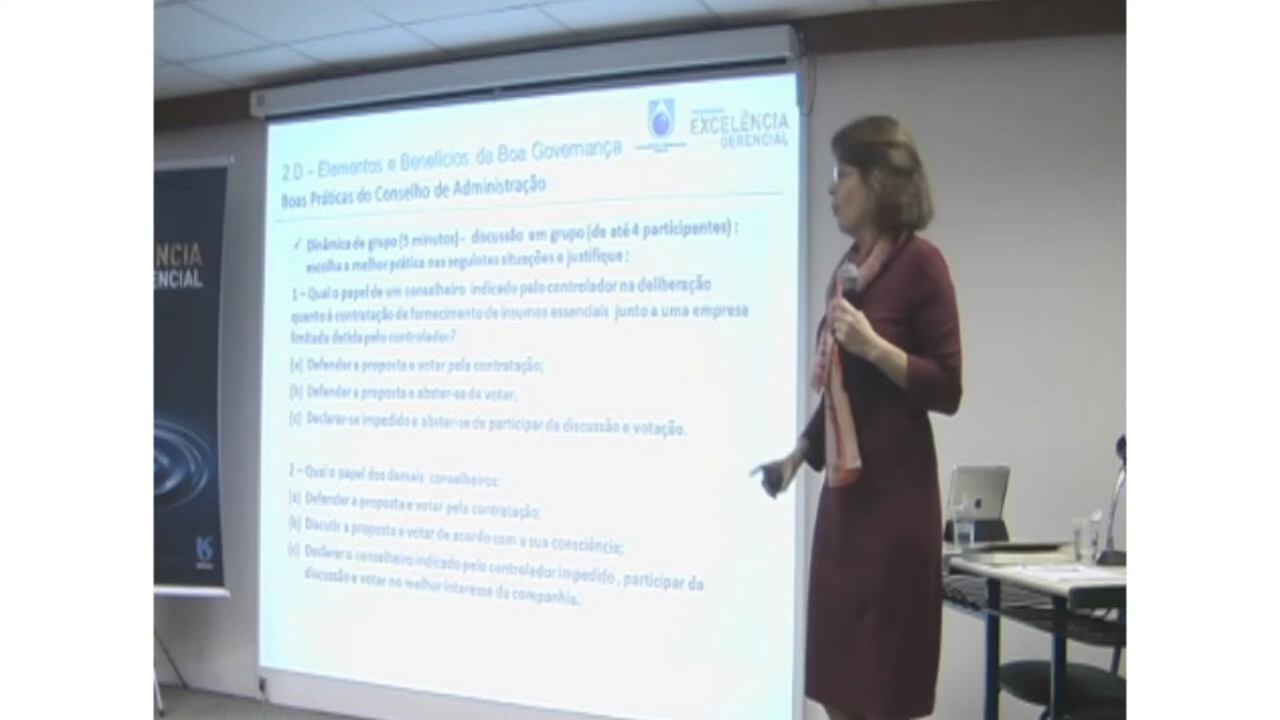 EXCELÊNCIA
GERENCIAL
2.D – Elementos e Benefícios da Boa Governança
Boas Práticas do Conselho de Administração
✓ Dinâmica de grupo (5 minutos) - discussão em grupo (de até 4 participantes) :
escolha a melhor prática nas seguintes situações e justifique :
1 – Qual o papel de um conselheiro indicado pelo controlador na deliberação
quanto à contratação de fornecimento de insumos essenciais junto a uma empresa
limitada detida pelo controlador?
(a) Defender a proposta e votar pela contratação;
(b) Defender a proposta e abster-se de votar;
(c) Declarar-se impedido e abster-se de participar da discussão e votação.
2 – Qual o papel dos demais conselheiros:
(a) Defender a proposta e votar pela contratação;
(b) Discutir a proposta e votar de acordo com a sua consciência;
(c) Declarar o conselheiro indicado pelo controlador impedido , participar da
discussão e votar no melhor interesse da companhia.
NCIA
ENCIAL